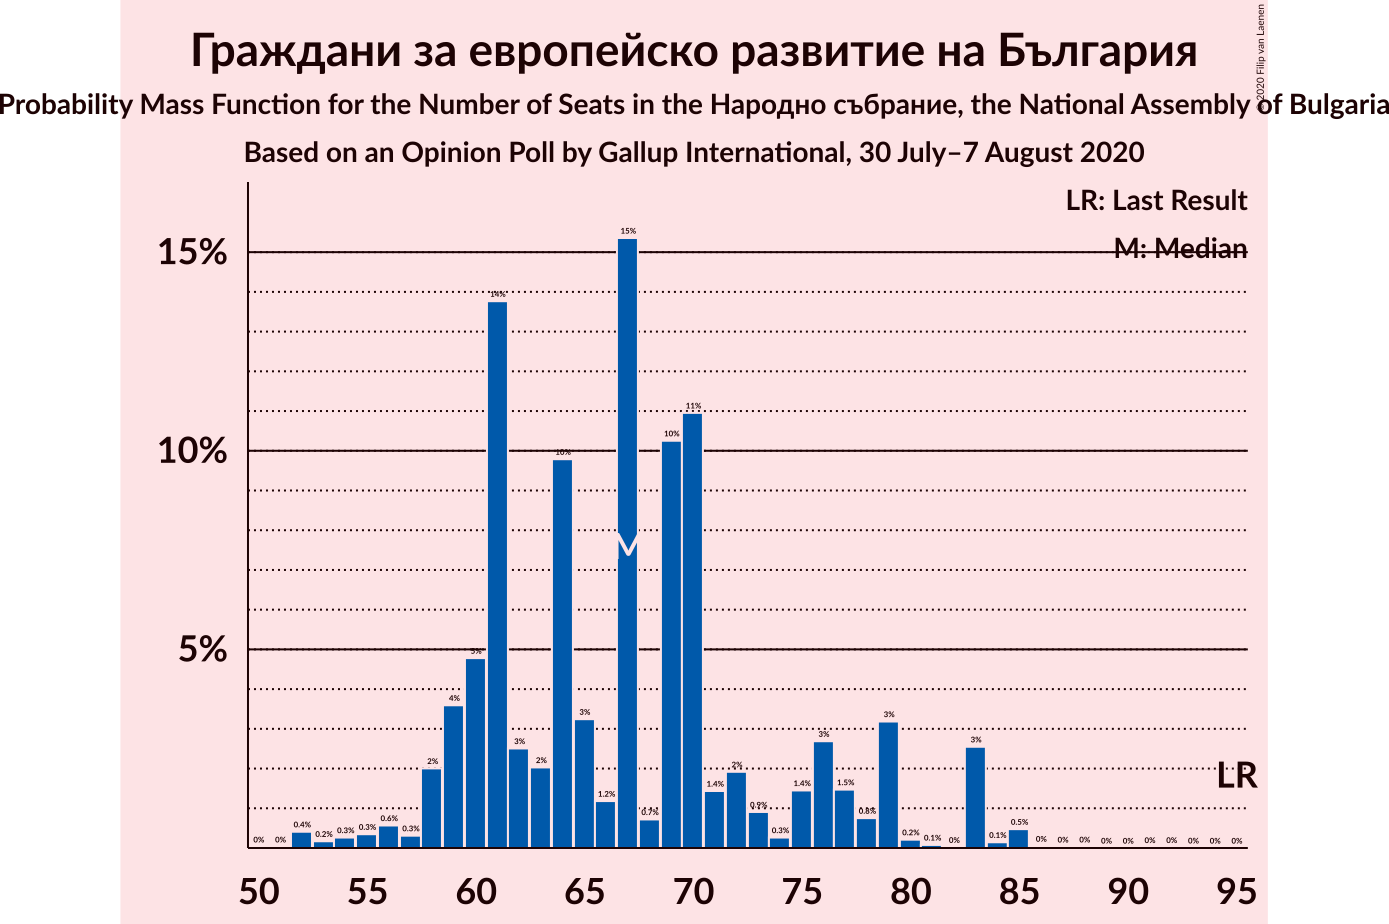 Граждани за европейско развитие на България
Probability Mass Function for the Number of Seats in the Народно събрание, the National Assembly of Bulgaria
Based on an Opinion Poll by Gallup International, 30 July–7 August 2020
© 2020 Filip van Laenen
LR: Last Result
M: Median
15%
10%
5%
0% 0% 0.4% 0.2% 0.3% 0.3% 0.6% 0.3% 2% 4% 5% 14% 3% 2% 10% 3% 1.2% 15% 0.7% 10% 11% 1.4% 2% 0.9% 0.3% 1.4% 3% 1.5% 0.8% 3% 0.2% 0.1% 0% 3% 0.1% 0.5% 0% 0% 0% 0% 0% 0% 0% 0% 0% 0%
M
LR
50 55 60 65 70 75 80 85 90 95